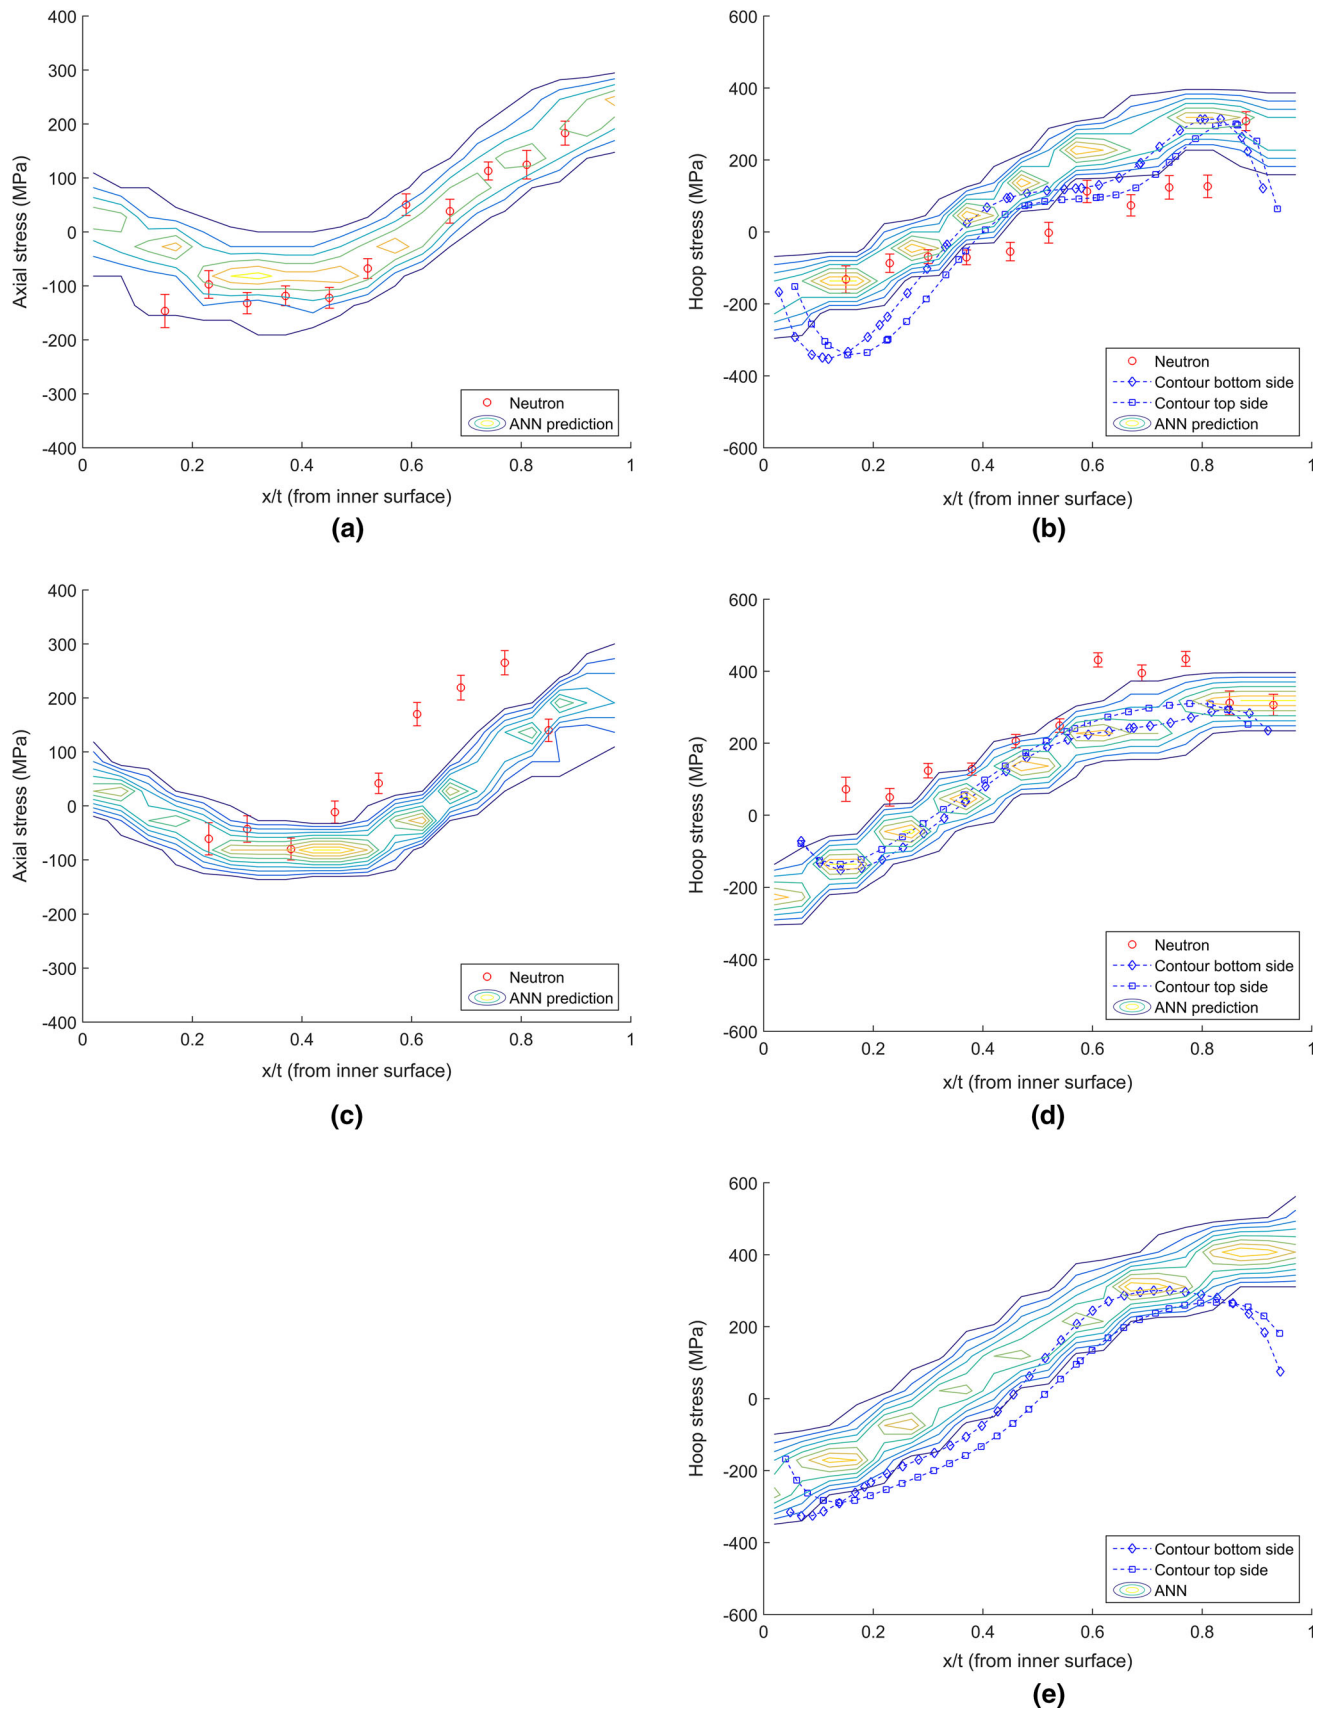 400
300
200
100
0
-100
-200
-300
-400
Axial stress (MPa)
Neutron
ANN prediction
0 0.2 0.4 0.6 0.8 1
x/t (from inner surface)
(a)
600
400
200
0
-200
-400
-600
Hoop stress (MPa)
Neutron
Contour bottom side
Contour top side
ANN prediction
0 0.2 0.4 0.6 0.8 1
x/t (from inner surface)
(b)
400
300
200
100
0
-100
-200
-300
-400
Axial stress (MPa)
Neutron
ANN prediction
0 0.2 0.4 0.6 0.8 1
x/t (from inner surface)
(c)
600
400
200
0
-200
-400
-600
Hoop stress (MPa)
Neutron
Contour bottom side
Contour top side
ANN prediction
0 0.2 0.4 0.6 0.8 1
x/t (from inner surface)
(d)
600
400
200
0
-200
-400
-600
Hoop stress (MPa)
Contour bottom side
Contour top side
ANN
0 0.2 0.4 0.6 0.8 1
x/t (from inner surface)
(e)